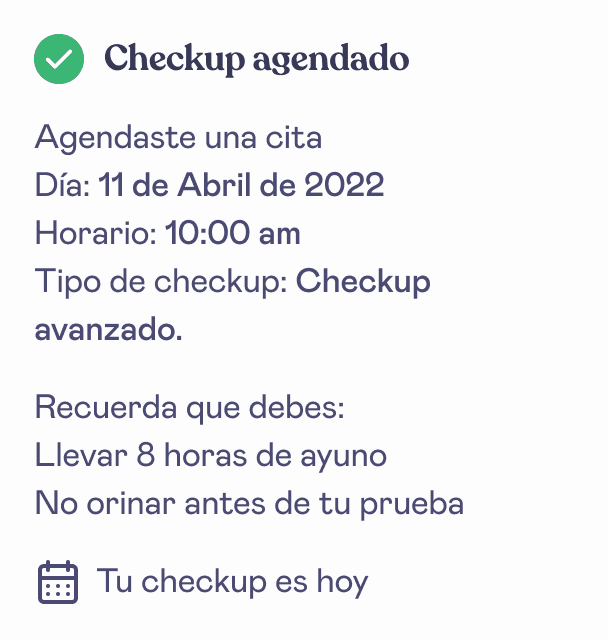 Checkup agendado
Agendaste una cita
Día: 11 de Abril de 2022
Horario: 10:00 am
Tipo de checkup: Checkup
avanzado.
Recuerda que debes:
Llevar 8 horas de ayuno
No orinar antes de tu prueba
Tu checkup es hoy